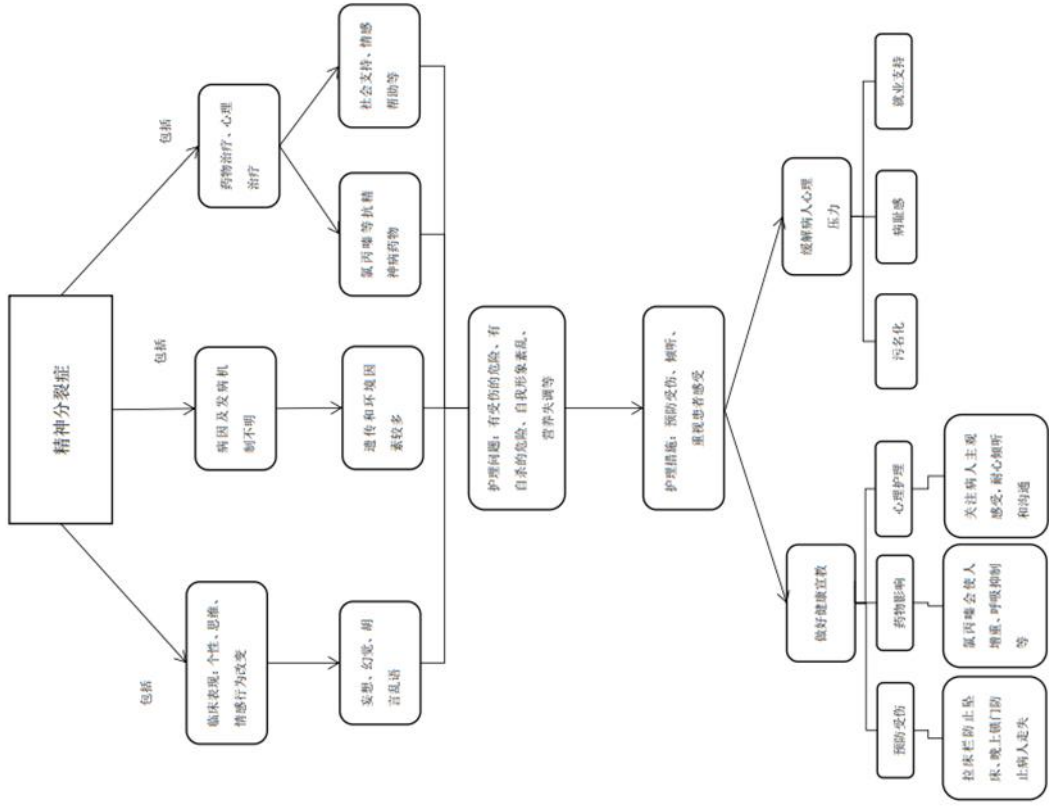 精神分裂症
包括
包括
包括
临床表现：个性、思维、
情感行为改变
病因及发病机
制不明
药物治疗、心理
治疗
妄想、幻觉、胡
言乱语
遗传和环境因
素较多
氯丙嗪等抗精
神病药物
社会支持、情感
帮助等
护理问题：有受伤的危险、有
自杀的危险、自我形象紊乱、
营养失调等
护理措施：预防受伤、倾听、
重视患者感受
做好健康宣教
缓解病人心理
压力
预防受伤
药物影响
心理护理
污名化
病耻感
就业支持
拉床栏防止坠
床、晚上锁门防
止病人走失
氯丙嗪会使人
增重、呼吸抑制
等
关注病人主观
感受，耐心倾听
和沟通